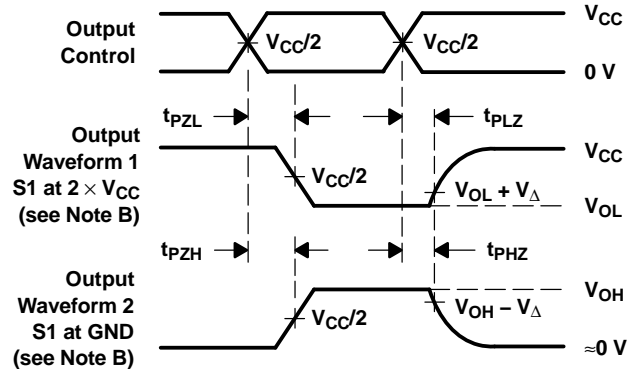 Output
Control
V_CC/2
V_CC/2
V_CC
0 V
t_PZL
t_PLZ
Output
Waveform 1
S1 at 2 × V_CC
(see Note B)
V_CC/2
V_OL + V_Δ
V_CC
V_OL
t_PZH
t_PHZ
Output
Waveform 2
S1 at GND
(see Note B)
V_CC/2
V_OH − V_Δ
V_OH
≈0 V